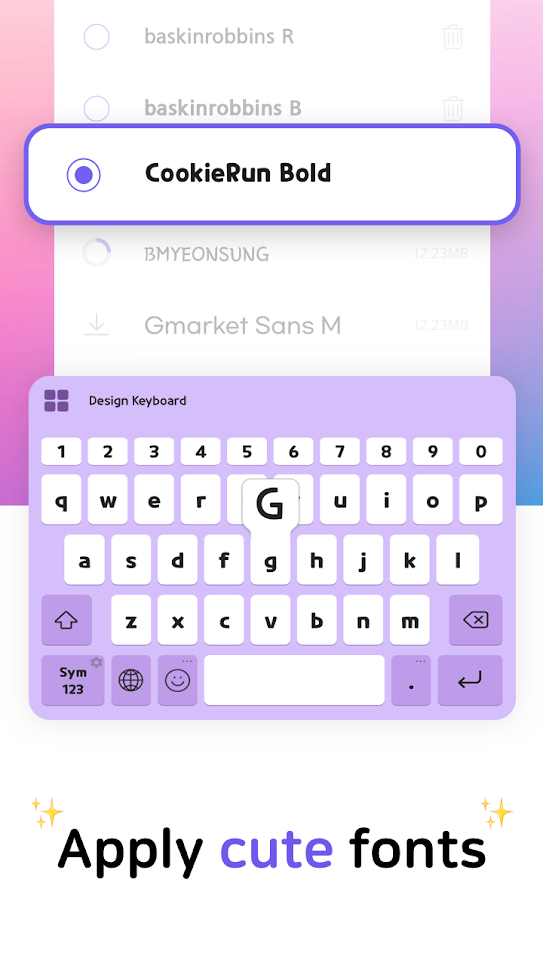 baskinrobbins R
baskinrobbins B
CookieRun Bold
BMYEONSUNG 12.23MB
Gmarket Sans M 12.23MB
Design Keyboard
1 2 3 4 5 6 7 8 9 0
q w e r G u i o p
a s d f g h j k l
z x c v b n m
Sym
123 .
Apply cute fonts